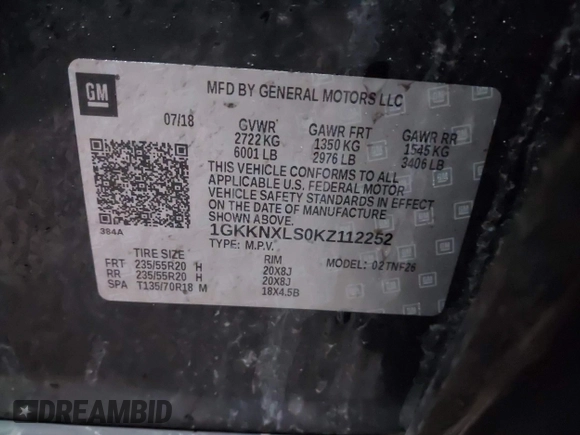 GM
MFD BY GENERAL MOTORS LLC
07/18 GVWR GAWR FRT GAWR RR
2722 KG 1350 KG 1545 KG
6001 LB 2976 LB 3406 LB
THIS VEHICLE CONFORMS TO ALL
APPLICABLE U.S. FEDERAL MOTOR
VEHICLE SAFETY STANDARDS IN EFFECT
ON THE DATE OF MANUFACTURE
SHOWN ABOVE.
384A 1GKKNXLS0KZ112252
TYPE: M.P.V. MODEL: 02TNF26
TIRE SIZE RIM
FRT 235/55R20 H 20X8J
RR 235/55R20 H 20X8J
SPA T135/70R18 M 18X4.5B
DREAMBID